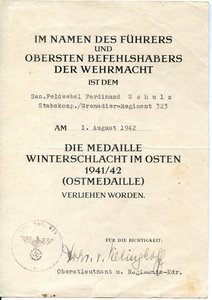 IM NAMEN DES FÜHRERS
UND
OBERSTEN BEFEHLSHABERS
DER WEHRMACHT
IST DEM
San.Feldwebel Ferdinand Schulz
Stabskomp./Grenadier-Regiment 323
AM 1. August 1942
DIE MEDAILLE
WINTERSCHLACHT IM OSTEN
1941/42
(OSTMEDAILLE)
VERLIEHEN WORDEN.
FÜR DIE RICHTIGKEIT:
Oberstleutnant u. Regiments-Kdr.